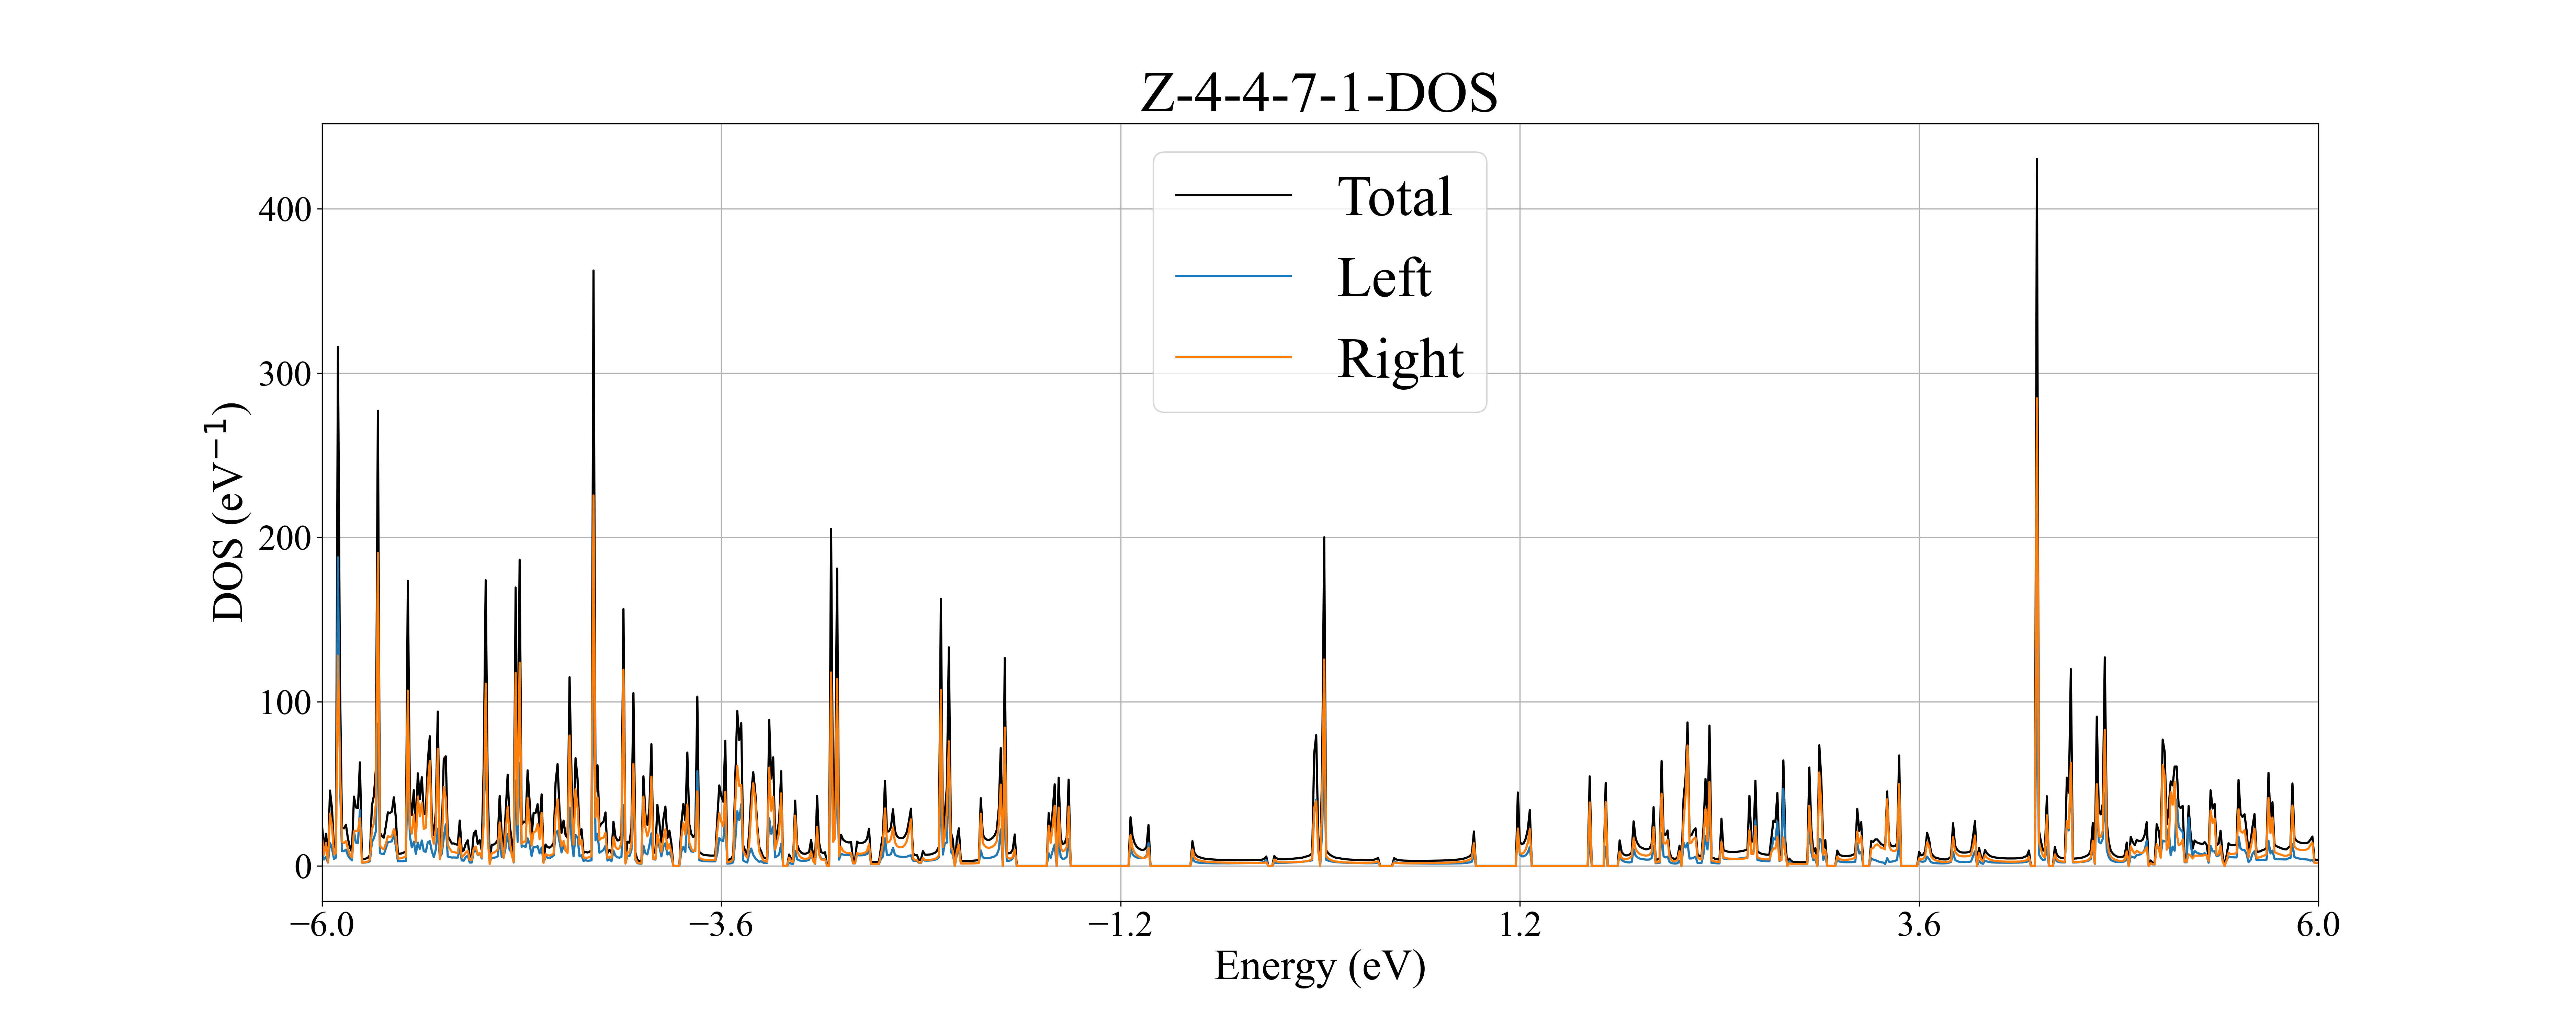 Z-4-4-7-1-DOS
Total
Left
Right
DOS (eV⁻¹)
400
300
200
100
0
−6.0
−3.6
−1.2
1.2
3.6
6.0
Energy (eV)